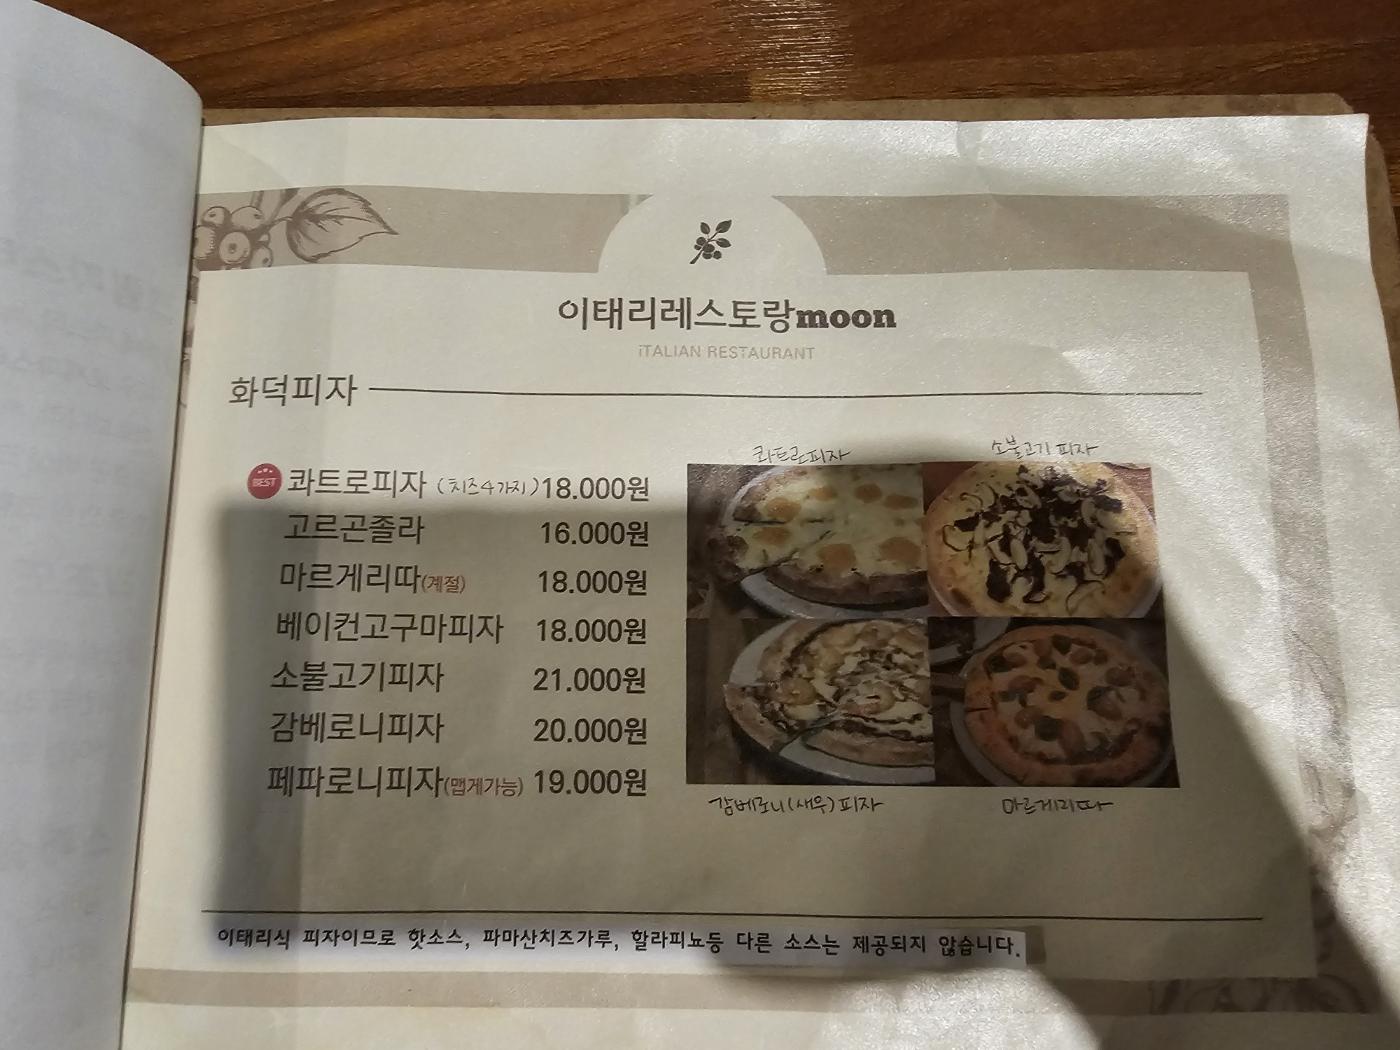 이태리레스토랑moon
iTALIAN RESTAURANT
화덕피자
BEST 콰트로피자 (치즈4가지) 18.000원
고르곤졸라 16.000원
마르게리따(계절) 18.000원
베이컨고구마피자 18.000원
소불고기피자 21.000원
감베로니피자 20.000원
페파로니피자(맵게가능) 19.000원
콰트로피자 소불고기 피자
감베로니(새우)피자 마르게리따
이태리식 피자이므로 핫소스, 파마산치즈가루, 할라피뇨등 다른 소스는 제공되지 않습니다.